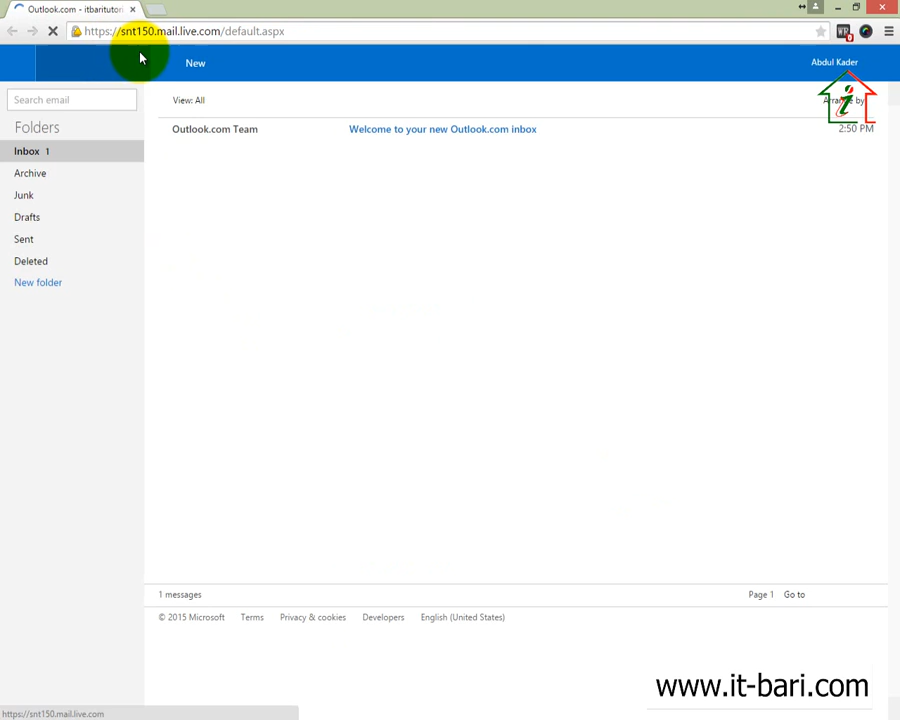 Outlook.com - itbaritutori
https://snt150.mail.live.com/default.aspx
New
Abdul Kader
Search email
View: All
Folders
Outlook.com Team
Welcome to your new Outlook.com inbox
2:50 PM
Inbox 1
Archive
Junk
Drafts
Sent
Deleted
New folder
1 messages
Page 1
Go to
© 2015 Microsoft
Terms
Privacy & cookies
Developers
English (United States)
www.it-bari.com
https://snt150.mail.live.com